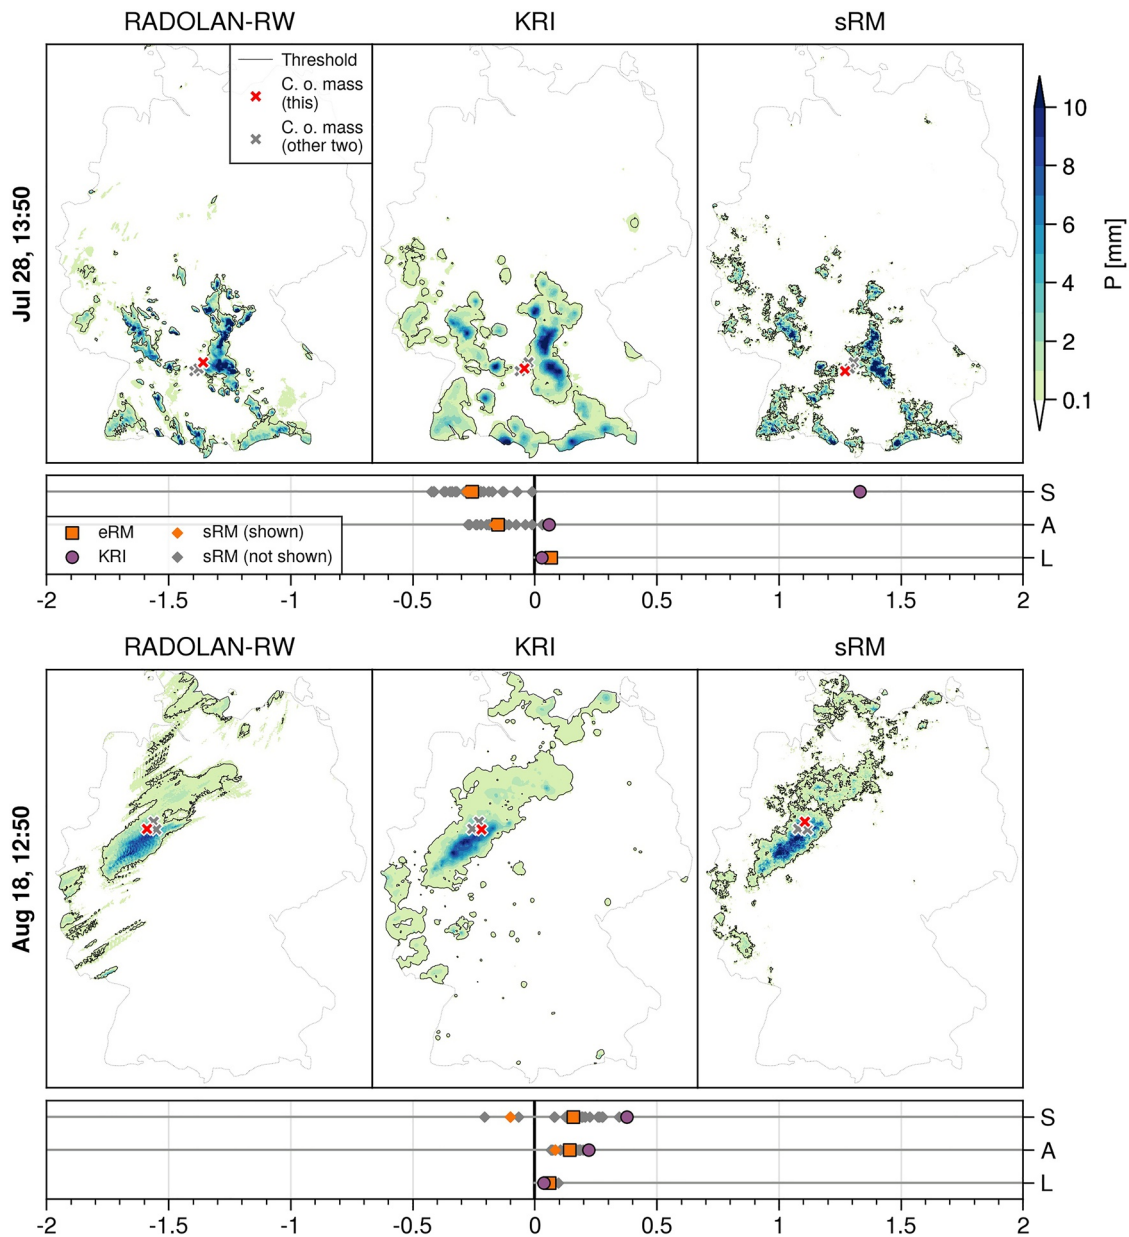 RADOLAN-RW KRI sRM
Threshold
C. o. mass
(this)
C. o. mass
(other two)
Jul 28, 13:50
10
8
6
4
2
0.1
P [mm]
S
A
L
eRM sRM (shown)
KRI sRM (not shown)
-2 -1.5 -1 -0.5 0 0.5 1 1.5 2
RADOLAN-RW KRI sRM
Aug 18, 12:50
S
A
L
-2 -1.5 -1 -0.5 0 0.5 1 1.5 2